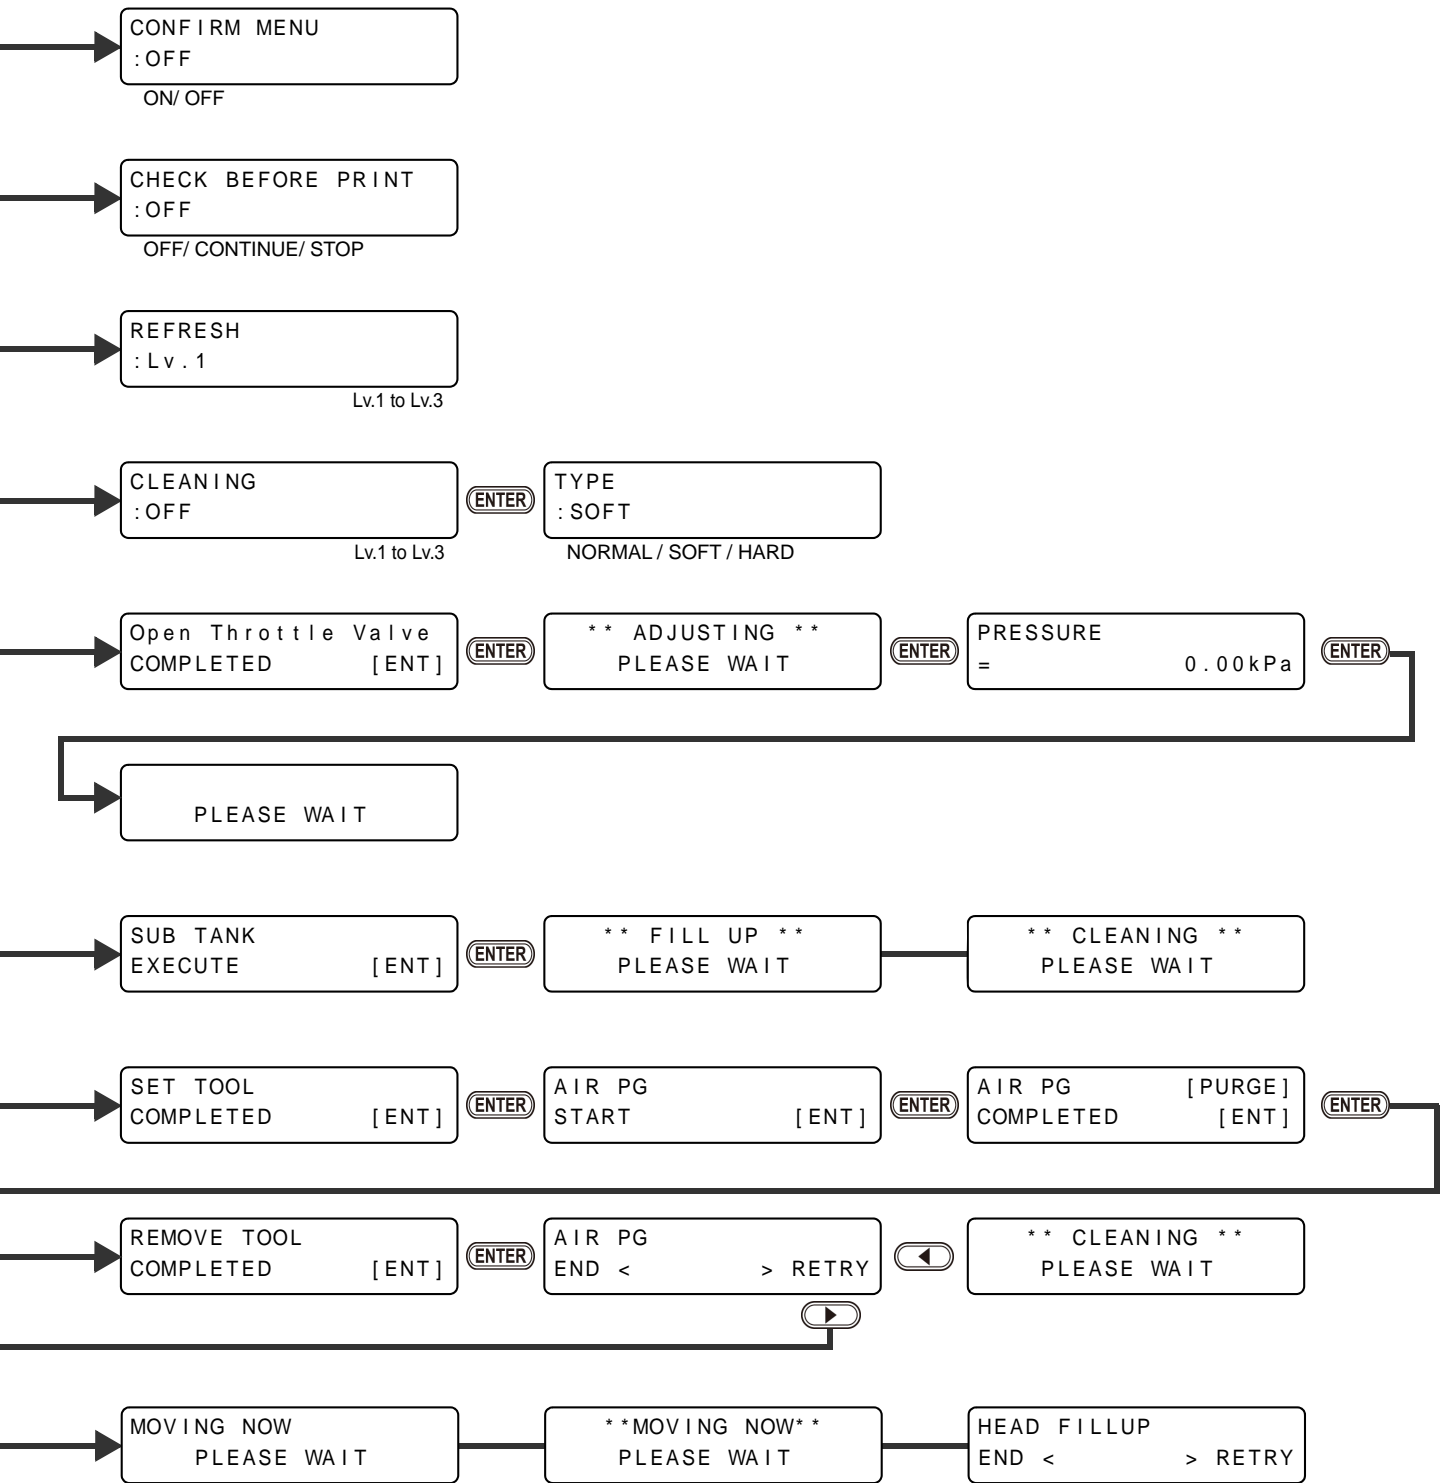 CONFIRM MENU
:OFF
ON/ OFF
CHECK BEFORE PRINT
:OFF
OFF/ CONTINUE/ STOP
REFRESH
:Lv.1
Lv.1 to Lv.3
CLEANING
:OFF
Lv.1 to Lv.3
ENTER
TYPE
:SOFT
NORMAL / SOFT / HARD
Open Throttle Valve
COMPLETED [ENT]
ENTER
** ADJUSTING **
PLEASE WAIT
ENTER
PRESSURE
= 0.00kPa
ENTER
PLEASE WAIT
SUB TANK
EXECUTE [ENT]
ENTER
** FILL UP **
PLEASE WAIT
** CLEANING **
PLEASE WAIT
SET TOOL
COMPLETED [ENT]
ENTER
AIR PG
START [ENT]
ENTER
AIR PG [PURGE]
COMPLETED [ENT]
ENTER
REMOVE TOOL
COMPLETED [ENT]
ENTER
AIR PG
END < > RETRY
** CLEANING **
PLEASE WAIT
MOVING NOW
PLEASE WAIT
**MOVING NOW**
PLEASE WAIT
HEAD FILLUP
END < > RETRY